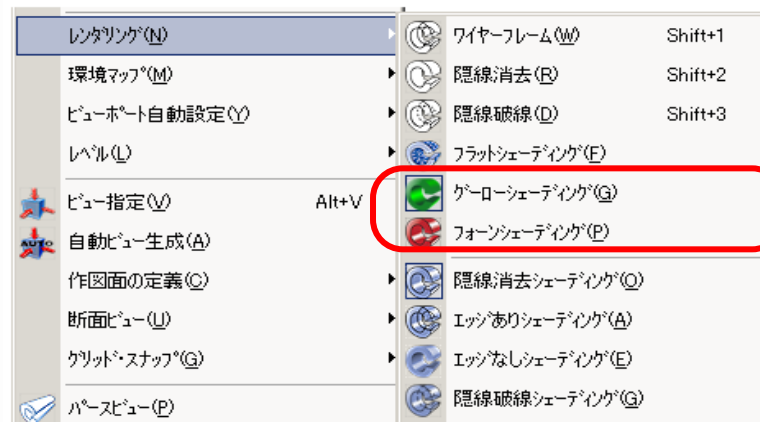 レンダリング(N)
環境マップ(M)
ビューポート自動設定(Y)
レベル(L)
ビュー指定(V) Alt+V
AUTO 自動ビュー生成(A)
作図面の定義(C)
断面ビュー(U)
グリッド・スナップ(G)
パースビュー(P)
ワイヤーフレーム(W) Shift+1
隠線消去(R) Shift+2
隠線破線(D) Shift+3
フラットシェーディング(F)
グーローシェーディング(G)
フォーンシェーディング(P)
隠線消去シェーディング(O)
エッジありシェーディング(A)
エッジなしシェーディング(E)
隠線破線シェーディング(G)